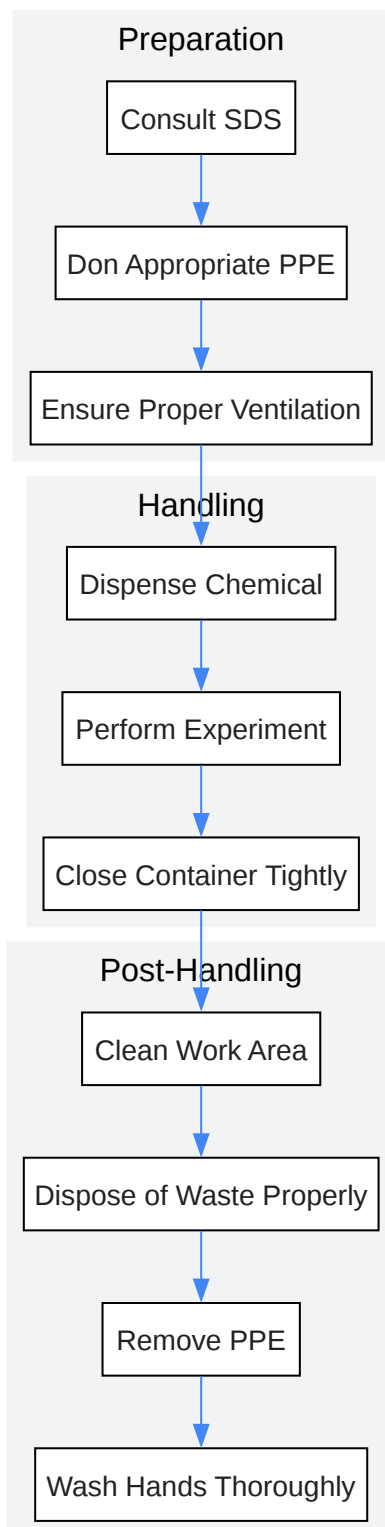 Preparation
Consult SDS
Don Appropriate PPE
Ensure Proper Ventilation
Handling
Dispense Chemical
Perform Experiment
Close Container Tightly
Post-Handling
Clean Work Area
Dispose of Waste Properly
Remove PPE
Wash Hands Thoroughly